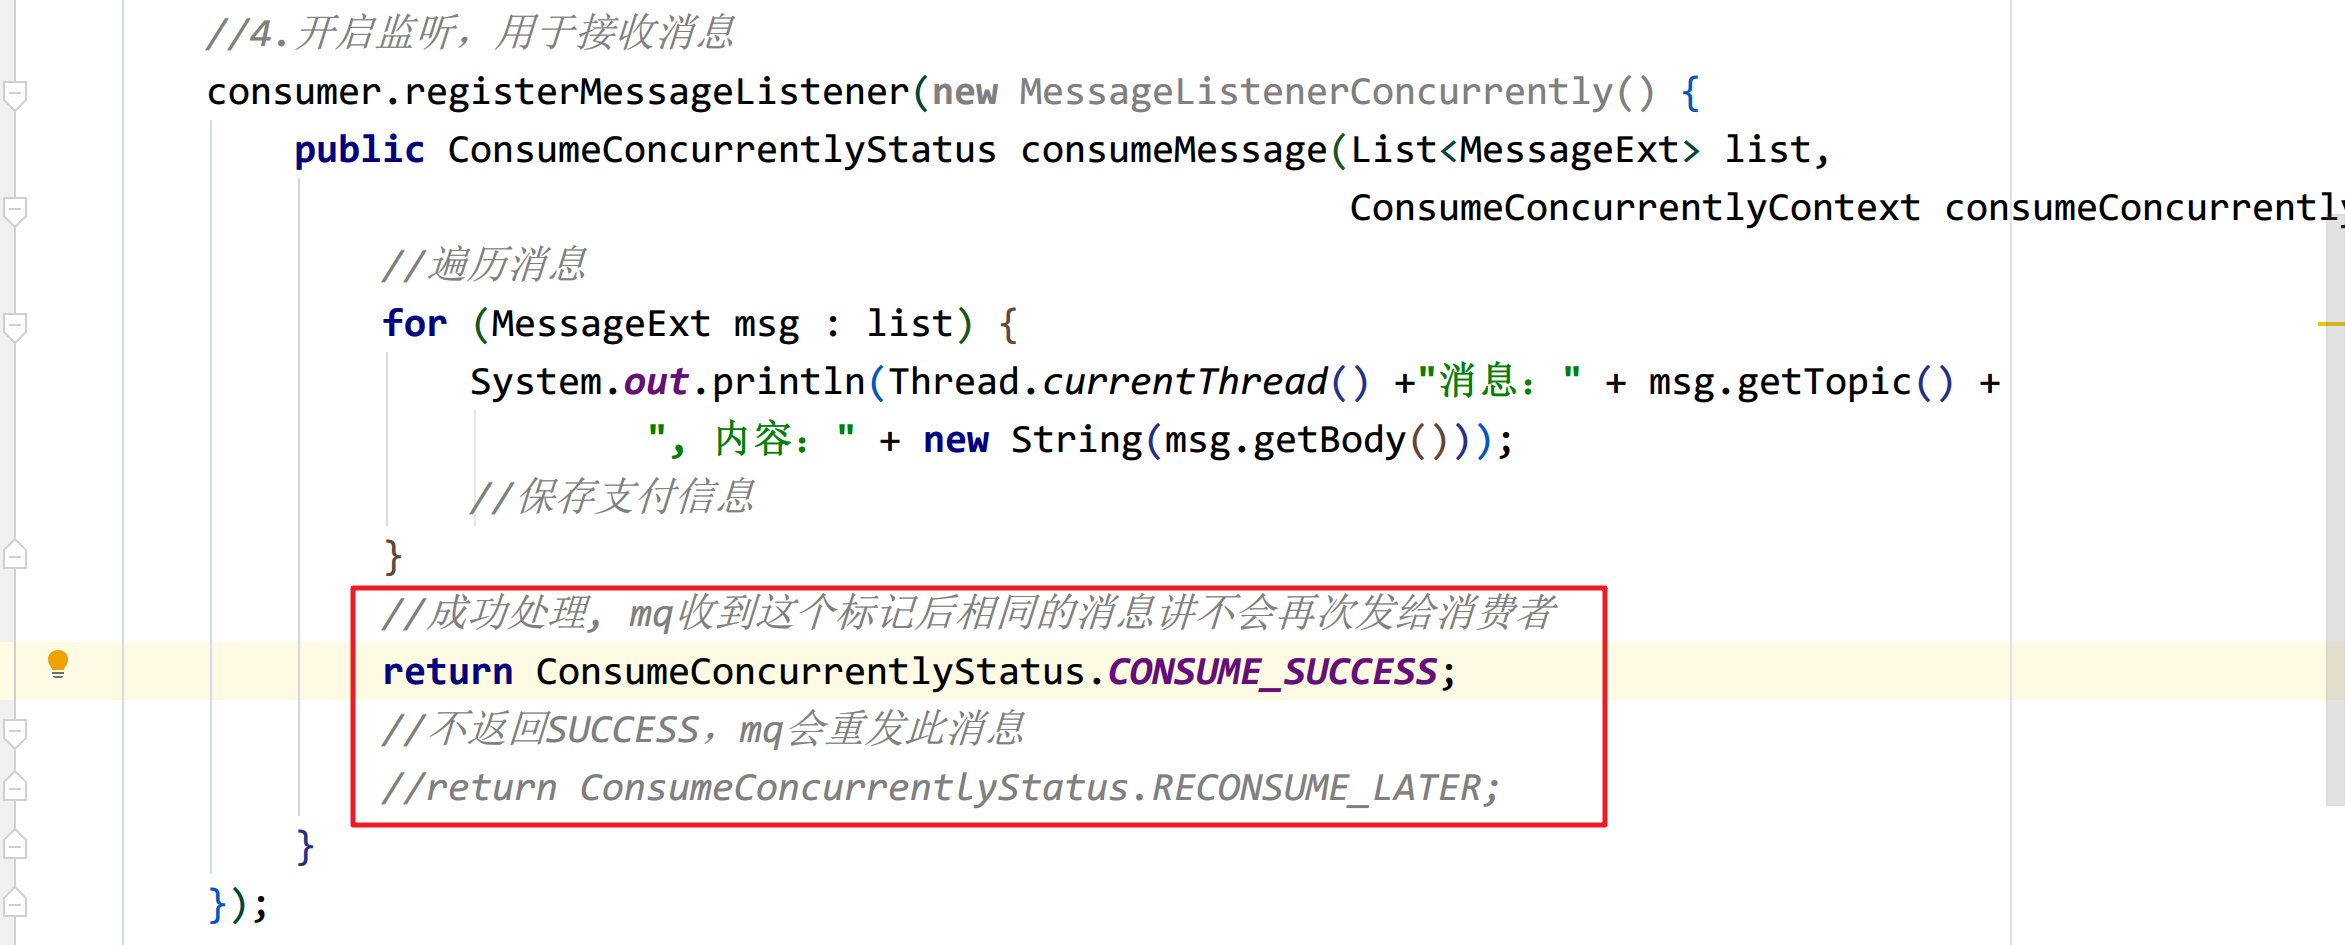 //4.开启监听，用于接收消息
consumer.registerMessageListener(new MessageListenerConcurrently() {
public ConsumeConcurrentlyStatus consumeMessage(List<MessageExt> list,
ConsumeConcurrentlyContext consumeConcurrently
//遍历消息
for (MessageExt msg : list) {
System.out.println(Thread.currentThread() +"消息：" + msg.getTopic() +
", 内容：" + new String(msg.getBody()));
//保存支付信息
}
//成功处理, mq收到这个标记后相同的消息讲不会再次发给消费者
return ConsumeConcurrentlyStatus.CONSUME_SUCCESS;
//不返回SUCCESS，mq会重发此消息
//return ConsumeConcurrentlyStatus.RECONSUME_LATER;
}
});